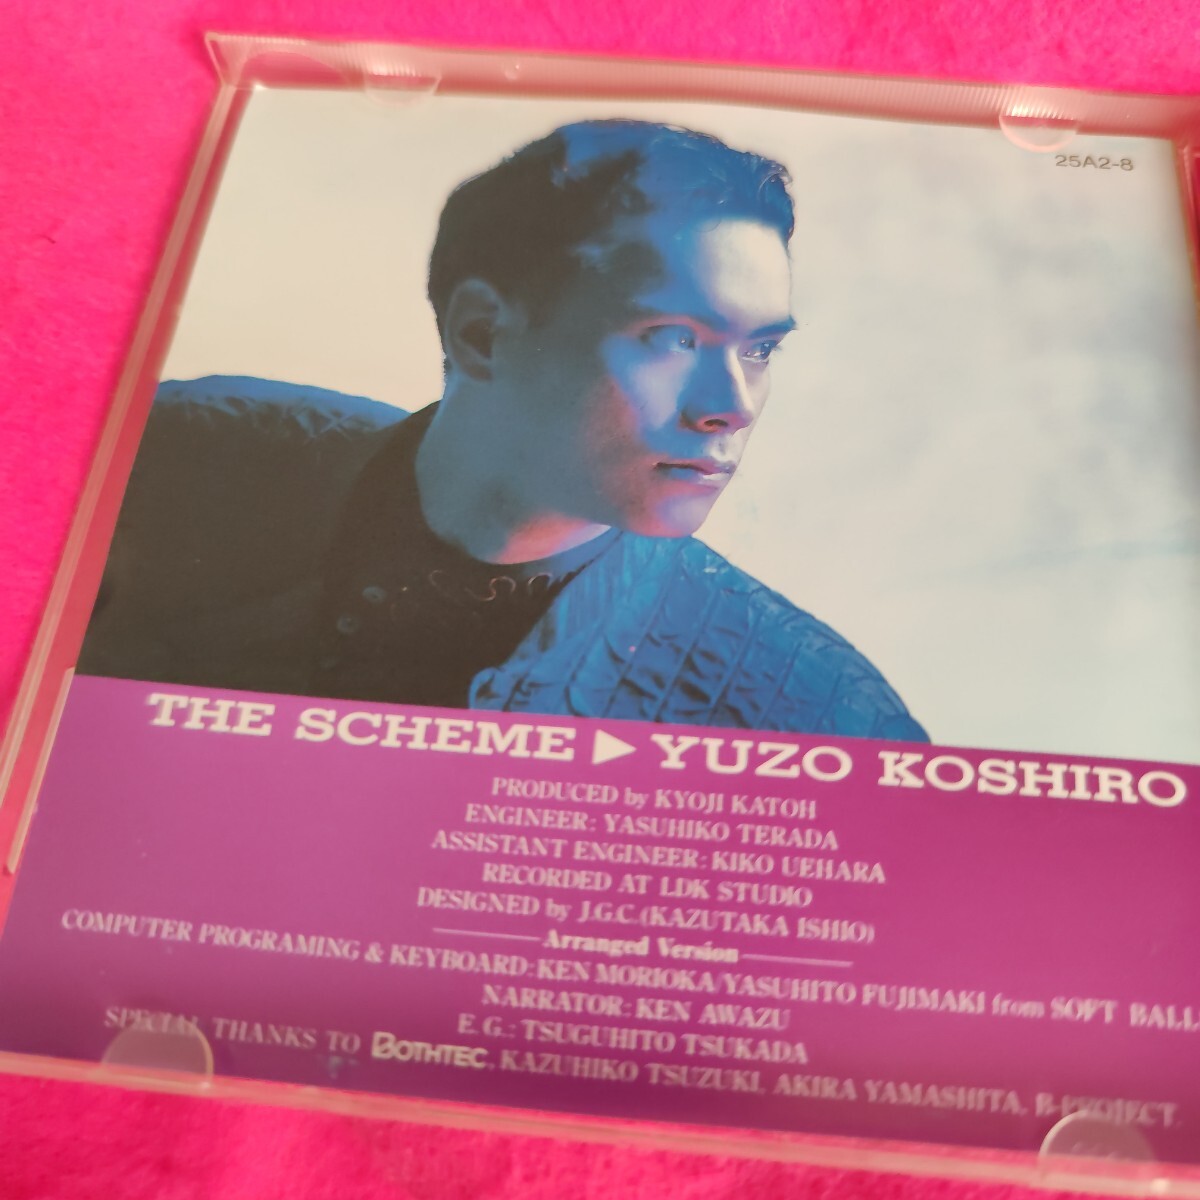 25A2-8
THE SCHEME ▶ YUZO KOSHIRO
PRODUCED by KYOJI KATOH
ENGINEER: YASUHIKO TERADA
ASSISTANT ENGINEER: KIKO UEHARA
RECORDED AT LDK STUDIO
DESIGNED by J.G.C.(KAZUTAKA ISHIO)
Arranged Version
COMPUTER PROGRAMING & KEYBOARD: KEN MORIOKA/YASUHITO FUJIMAKI from SOFT BALL
NARRATOR: KEN AWAZU
E. G.: TSUGUHITO TSUKADA
SPECIAL THANKS TO BOTHTEC, KAZUHIKO TSUZUKI, AKIRA YAMASHITA, B-PROJECT